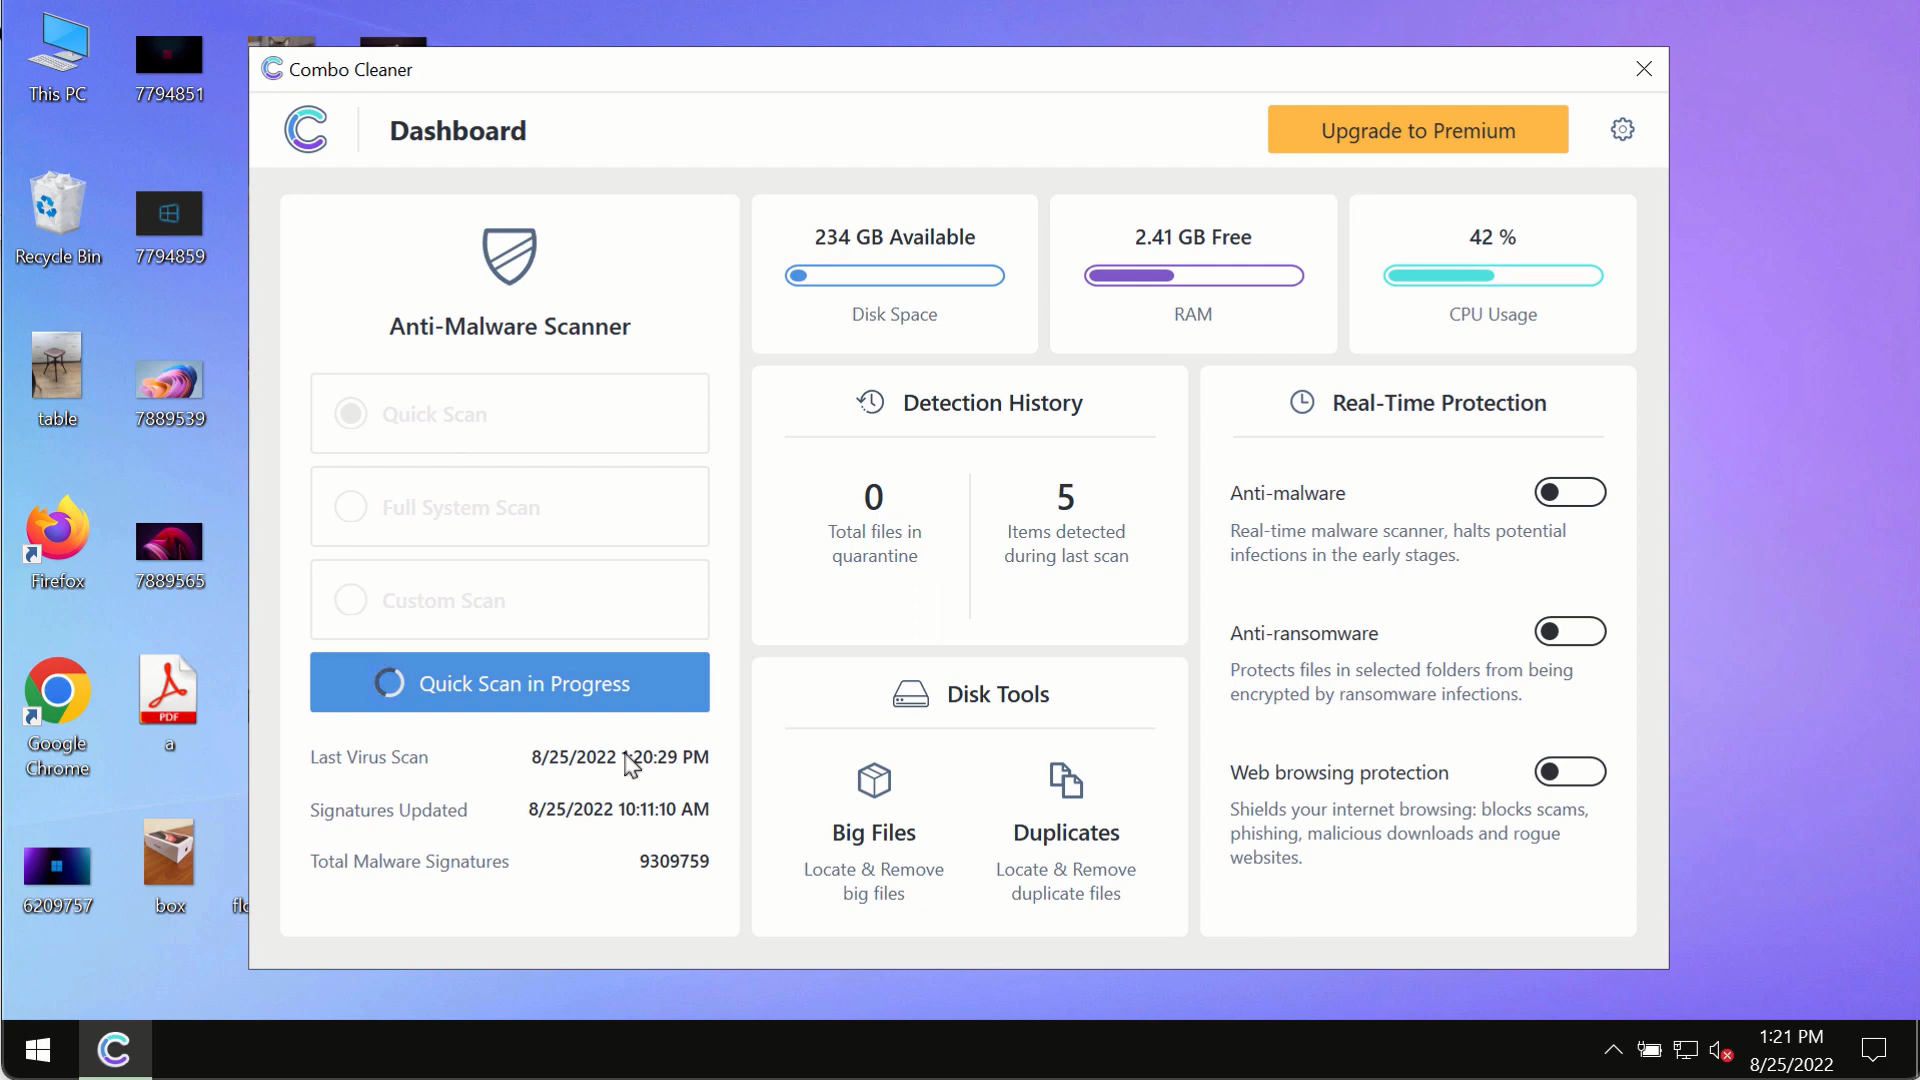 This PC
7794851
Recycle Bin
7794859
table
7889539
Firefox
7889565
Google
Chrome
PDF
a
6209757
box
Combo Cleaner
Dashboard
Upgrade to Premium
Anti-Malware Scanner
Quick Scan
Full System Scan
Custom Scan
Quick Scan in Progress
Last Virus Scan 8/25/2022 1:20:29 PM
Signatures Updated 8/25/2022 10:11:10 AM
Total Malware Signatures 9309759
234 GB Available
Disk Space
2.41 GB Free
RAM
42 %
CPU Usage
Detection History
0
Total files in
quarantine
5
Items detected
during last scan
Disk Tools
Big Files
Locate & Remove
big files
Duplicates
Locate & Remove
duplicate files
Real-Time Protection
Anti-malware
Real-time malware scanner, halts potential
infections in the early stages.
Anti-ransomware
Protects files in selected folders from being
encrypted by ransomware infections.
Web browsing protection
Shields your internet browsing: blocks scams,
phishing, malicious downloads and rogue
websites.
1:21 PM
8/25/2022